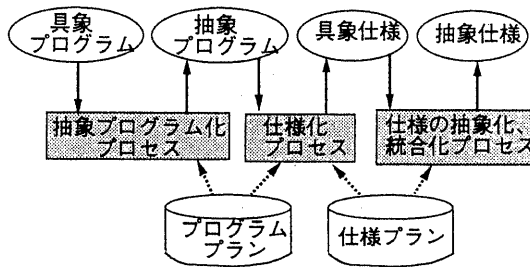 具象
プログラム
抽象
プログラム
具象仕様
抽象仕様
抽象プログラム化
プロセス
仕様化
プロセス
仕様の抽象化、
統合化プロセス
プログラム
プラン
仕様プラン